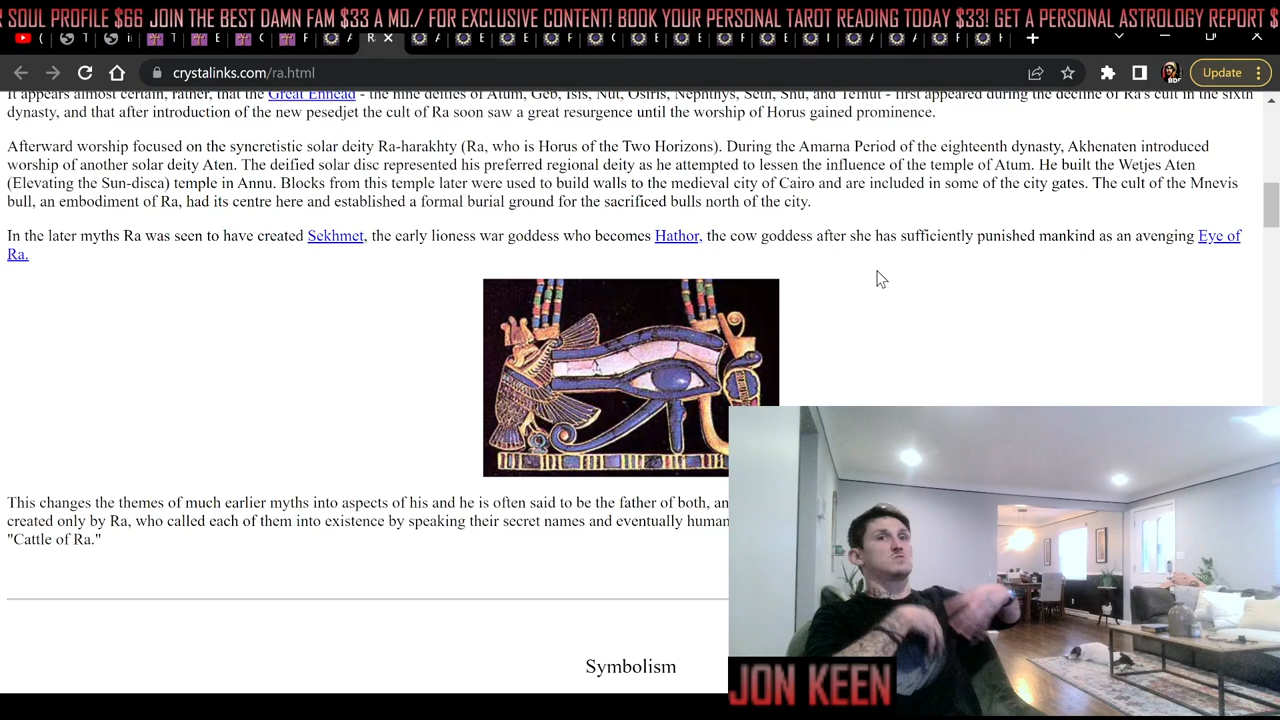 SOUL PROFILE $66 JOIN THE BEST DAMN FAM $33 A MO./ FOR EXCLUSIVE CONTENT! BOOK YOUR PERSONAL TAROT READING TODAY $33! GET A PERSONAL ASTROLOGY REPORT $
crystalinks.com/ra.html
Update
It appears almost certain, rather, that the Great Ennead - the nine deities of Atum, Geb, Isis, Nut, Osiris, Nephthys, Seth, Shu, and Tefnut - first appeared during the decline of Ra's cult in the sixth
dynasty, and that after introduction of the new pesedjet the cult of Ra soon saw a great resurgence until the worship of Horus gained prominence.
Afterward worship focused on the syncretistic solar deity Ra-harakhty (Ra, who is Horus of the Two Horizons). During the Amarna Period of the eighteenth dynasty, Akhenaten introduced
worship of another solar deity Aten. The deified solar disc represented his preferred regional deity as he attempted to lessen the influence of the temple of Atum. He built the Wetjes Aten
(Elevating the Sun-disca) temple in Annu. Blocks from this temple later were used to build walls to the medieval city of Cairo and are included in some of the city gates. The cult of the Mnevis
bull, an embodiment of Ra, had its centre here and established a formal burial ground for the sacrificed bulls north of the city.
In the later myths Ra was seen to have created Sekhmet, the early lioness war goddess who becomes Hathor, the cow goddess after she has sufficiently punished mankind as an avenging Eye of
Ra.
This changes the themes of much earlier myths into aspects of his and he is often said to be the father of both, an
created only by Ra, who called each of them into existence by speaking their secret names and eventually human
"Cattle of Ra."
Symbolism
JON KEEN